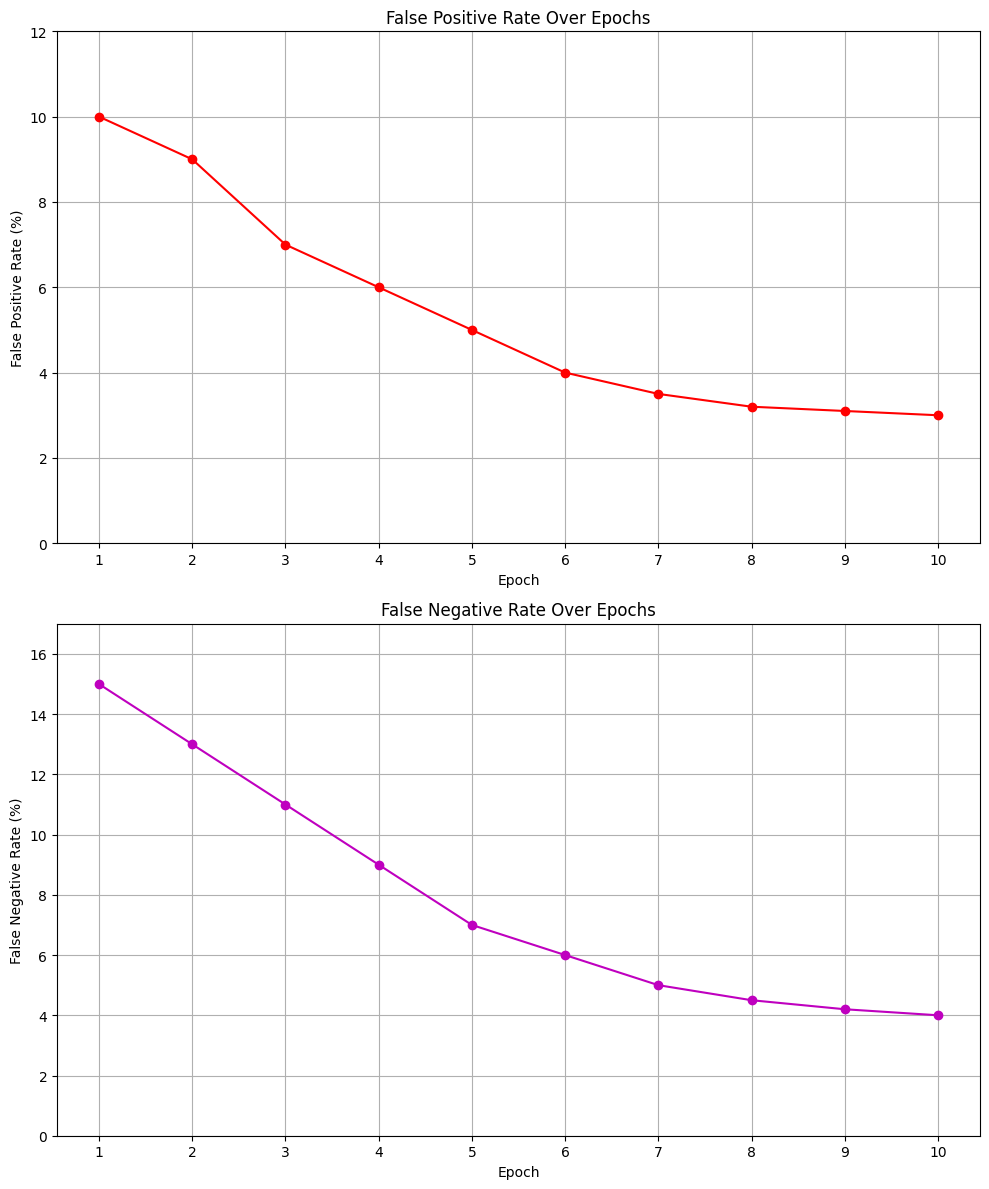 False Positive Rate Over Epochs
12
10
8
6
4
2
0
False Positive Rate (%)
1 2 3 4 5 6 7 8 9 10
Epoch
False Negative Rate Over Epochs
16
14
12
10
8
6
4
2
0
False Negative Rate (%)
1 2 3 4 5 6 7 8 9 10
Epoch